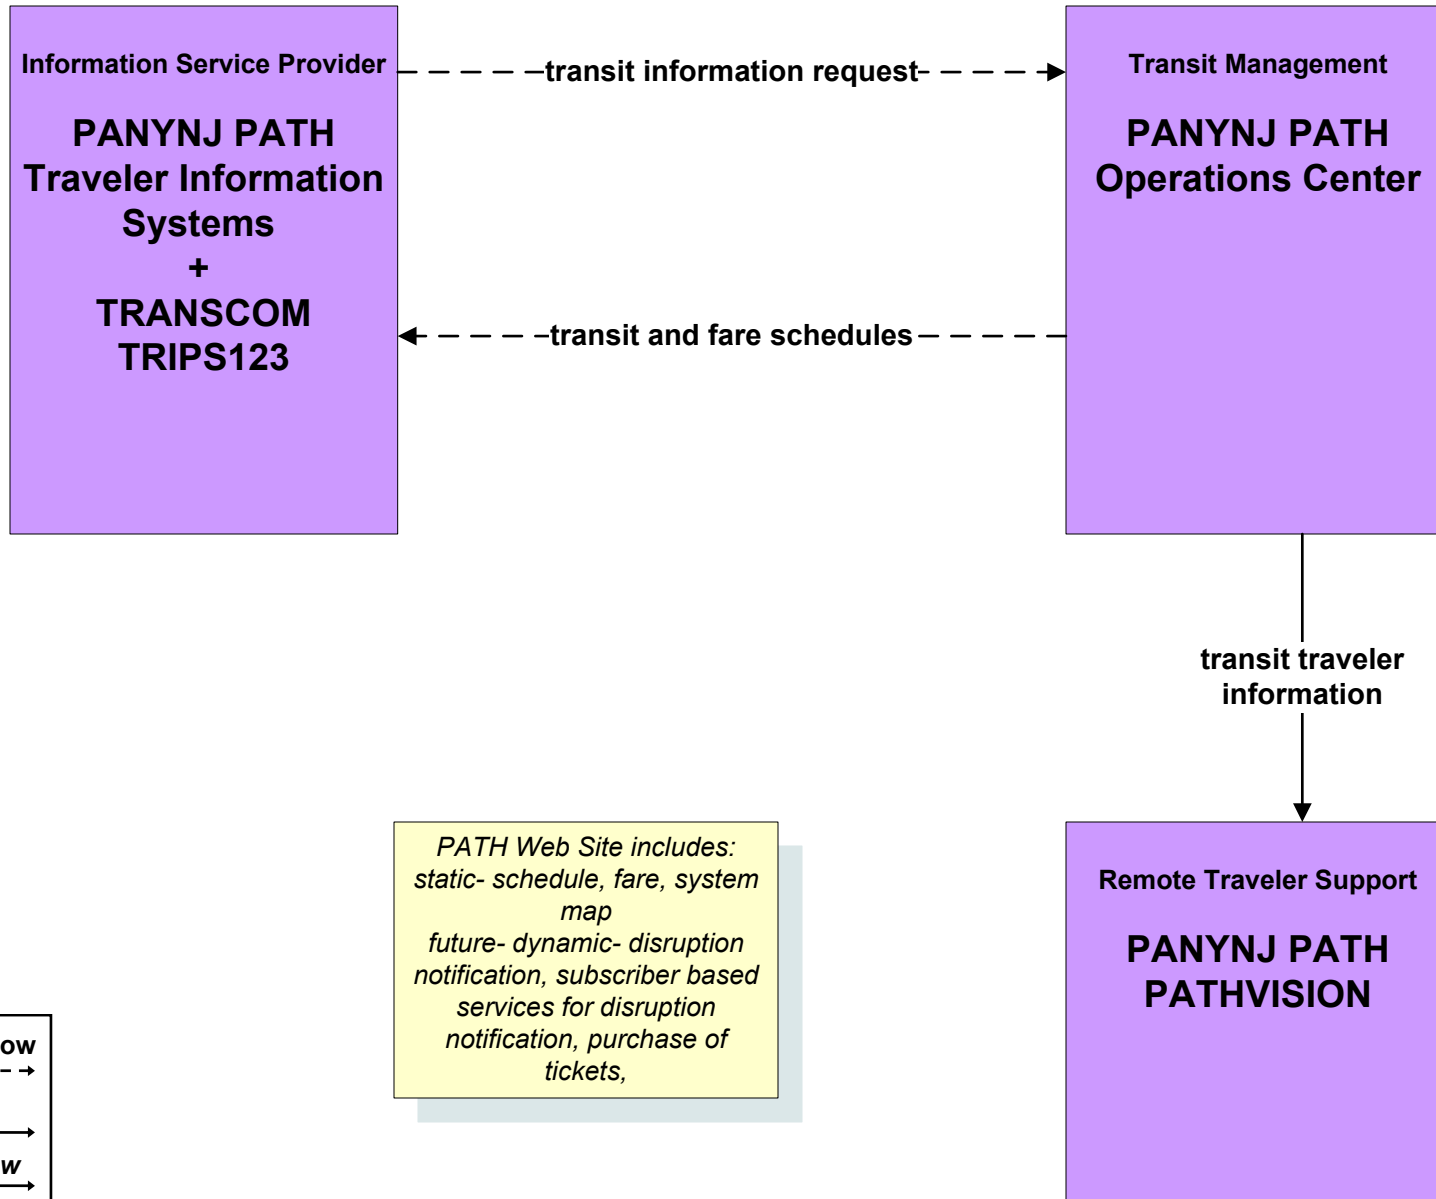 Information Service Provider
PANYNJ PATH
Traveler Information
Systems
+
TRANSCOM
TRIPS123
transit information request
transit and fare schedules
Transit Management
PANYNJ PATH
Operations Center
transit traveler
information
PATH Web Site includes:
static- schedule, fare, system
map
future- dynamic- disruption
notification, subscriber based
services for disruption
notification, purchase of
tickets,
Remote Traveler Support
PANYNJ PATH
PATHVISION